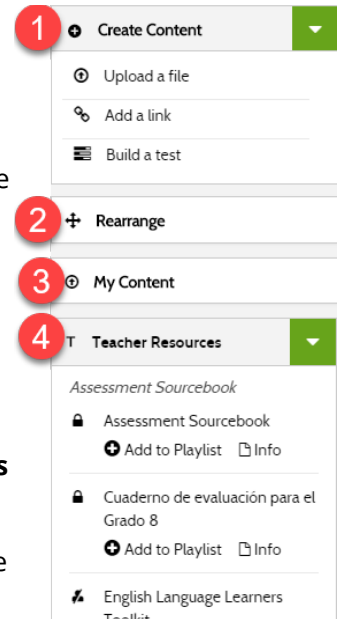 1 Create Content
Upload a file
Add a link
Build a test
e
2 Rearrange
3 My Content
4 T Teacher Resources
Assessment Sourcebook
Assessment Sourcebook
Add to Playlist Info
s
Cuaderno de evaluación para el
Grado 8
Add to Playlist Info
e
English Language Learners
Toolkit